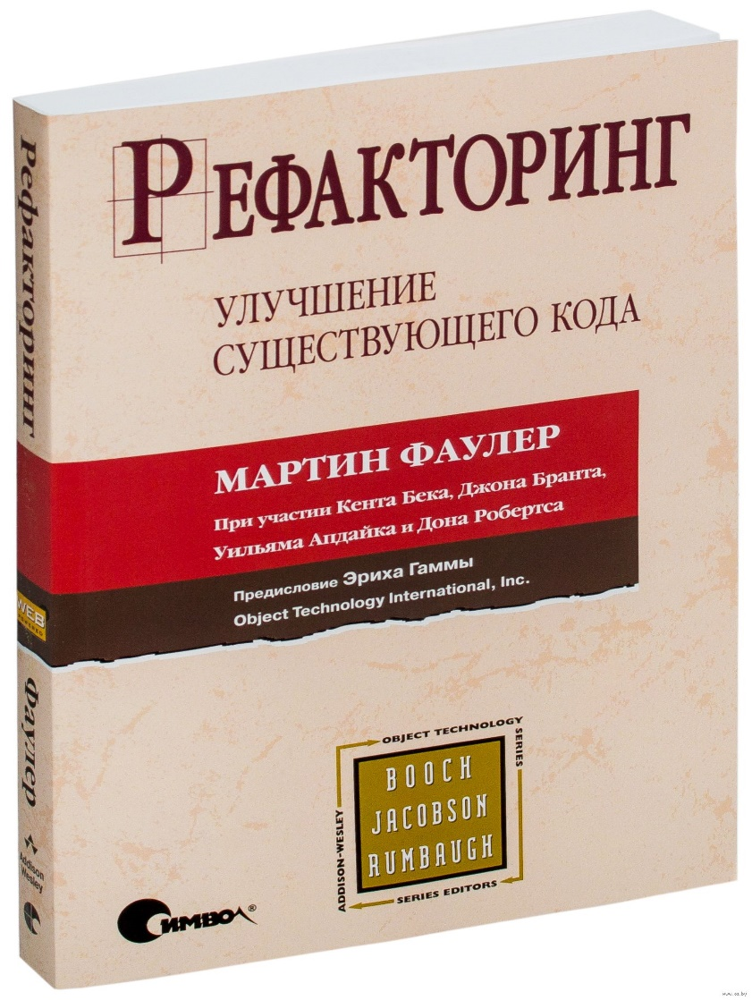 РЕФАКТОРИНГ
УЛУЧШЕНИЕ
СУЩЕСТВУЮЩЕГО КОДА
МАРТИН ФАУЛЕР
При участии Кента Бека, Джона Бранта,
Уильяма Апдайка и Дона Робертса
Предисловие Эриха Гаммы
Object Technology International, Inc.
OBJECT TECHNOLOGY
SERIES
BOOCH
JACOBSON
RUMBAUGH
ADDISON-WESLEY
SERIES EDITORS
СИМВОЛ®
Рефакторинг
WEB
Фаулер
Addison
Wesley